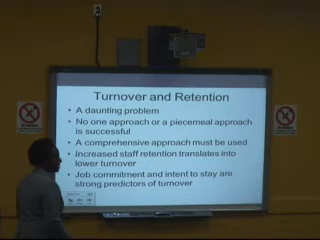 Turnover and Retention
• A daunting problem
• No one approach or a piecemeal approach
is successful
• A comprehensive approach must be used
• Increased staff retention translates into
lower turnover
• Job commitment and intent to stay are
strong predictors of turnover